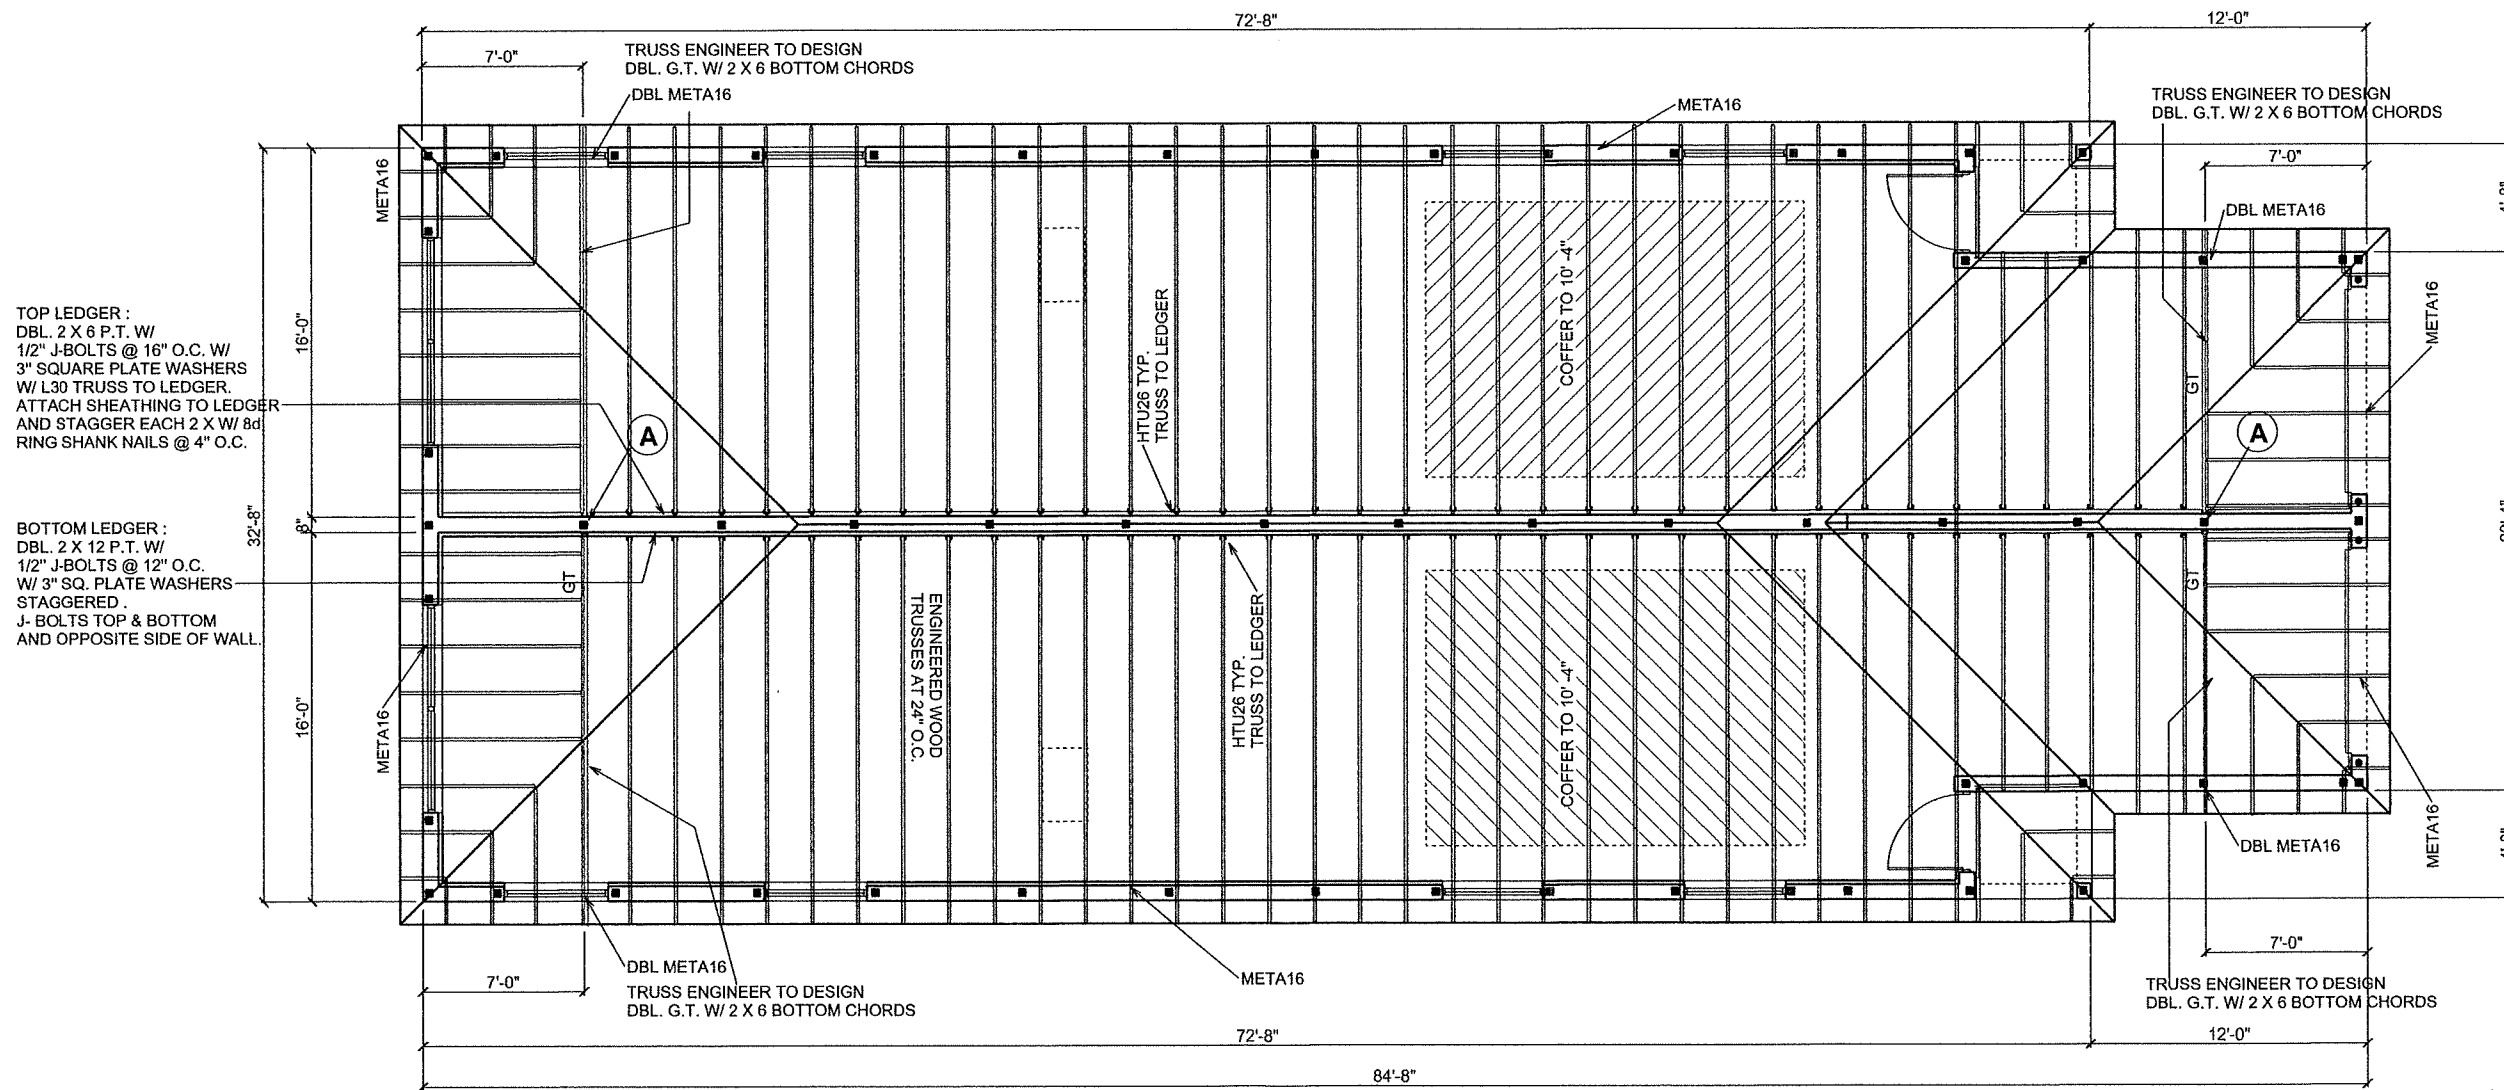 72'-8"
12'-0"
7'-0"
TRUSS ENGINEER TO DESIGN
DBL. G.T. W/ 2 X 6 BOTTOM CHORDS
DBL META16
META16
TRUSS ENGINEER TO DESIGN
DBL. G.T. W/ 2 X 6 BOTTOM CHORDS
7'-0"
META16
DBL META16
TOP LEDGER :
DBL. 2 X 6 P.T. W/
1/2" J-BOLTS @ 16" O.C. W/
3" SQUARE PLATE WASHERS
W/ L30 TRUSS TO LEDGER.
ATTACH SHEATHING TO LEDGER
AND STAGGER EACH 2 X W/ 8d
RING SHANK NAILS @ 4" O.C.
16'-0"
COFFER TO 10'-4"
HTU26 TYP.
TRUSS TO LEDGER
META16
GT
A
A
32'-8"
8"
BOTTOM LEDGER :
DBL. 2 X 12 P.T. W/
1/2" J-BOLTS @ 12" O.C.
W/ 3" SQ. PLATE WASHERS
STAGGERED .
J- BOLTS TOP & BOTTOM
AND OPPOSITE SIDE OF WALL.
GT
GT
ENGINEERED WOOD
TRUSSES AT 24" O.C.
HTU26 TYP.
TRUSS TO LEDGER
COFFER TO 10'-4"
16'-0"
META16
META16
DBL META16
7'-0"
DBL META16
TRUSS ENGINEER TO DESIGN
DBL. G.T. W/ 2 X 6 BOTTOM CHORDS
META16
7'-0"
TRUSS ENGINEER TO DESIGN
DBL. G.T. W/ 2 X 6 BOTTOM CHORDS
72'-8"
12'-0"
84'-8"